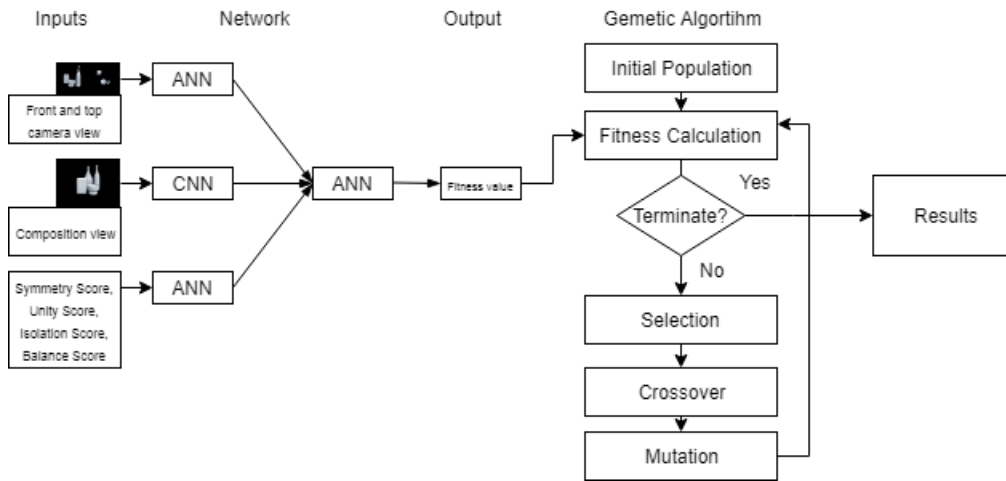 Inputs
Network
Output
Gemetic Algortihm
Front and top
camera view
ANN
Composition view
CNN
Symmetry Score,
Unity Score,
Isolation Score,
Balance Score
ANN
ANN
Fitness value
Initial Population
Fitness Calculation
Terminate?
Yes
Results
No
Selection
Crossover
Mutation